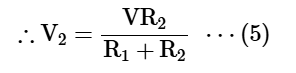 ∴ V₂ = VR₂ / (R₁ + R₂) ⋯ (5)